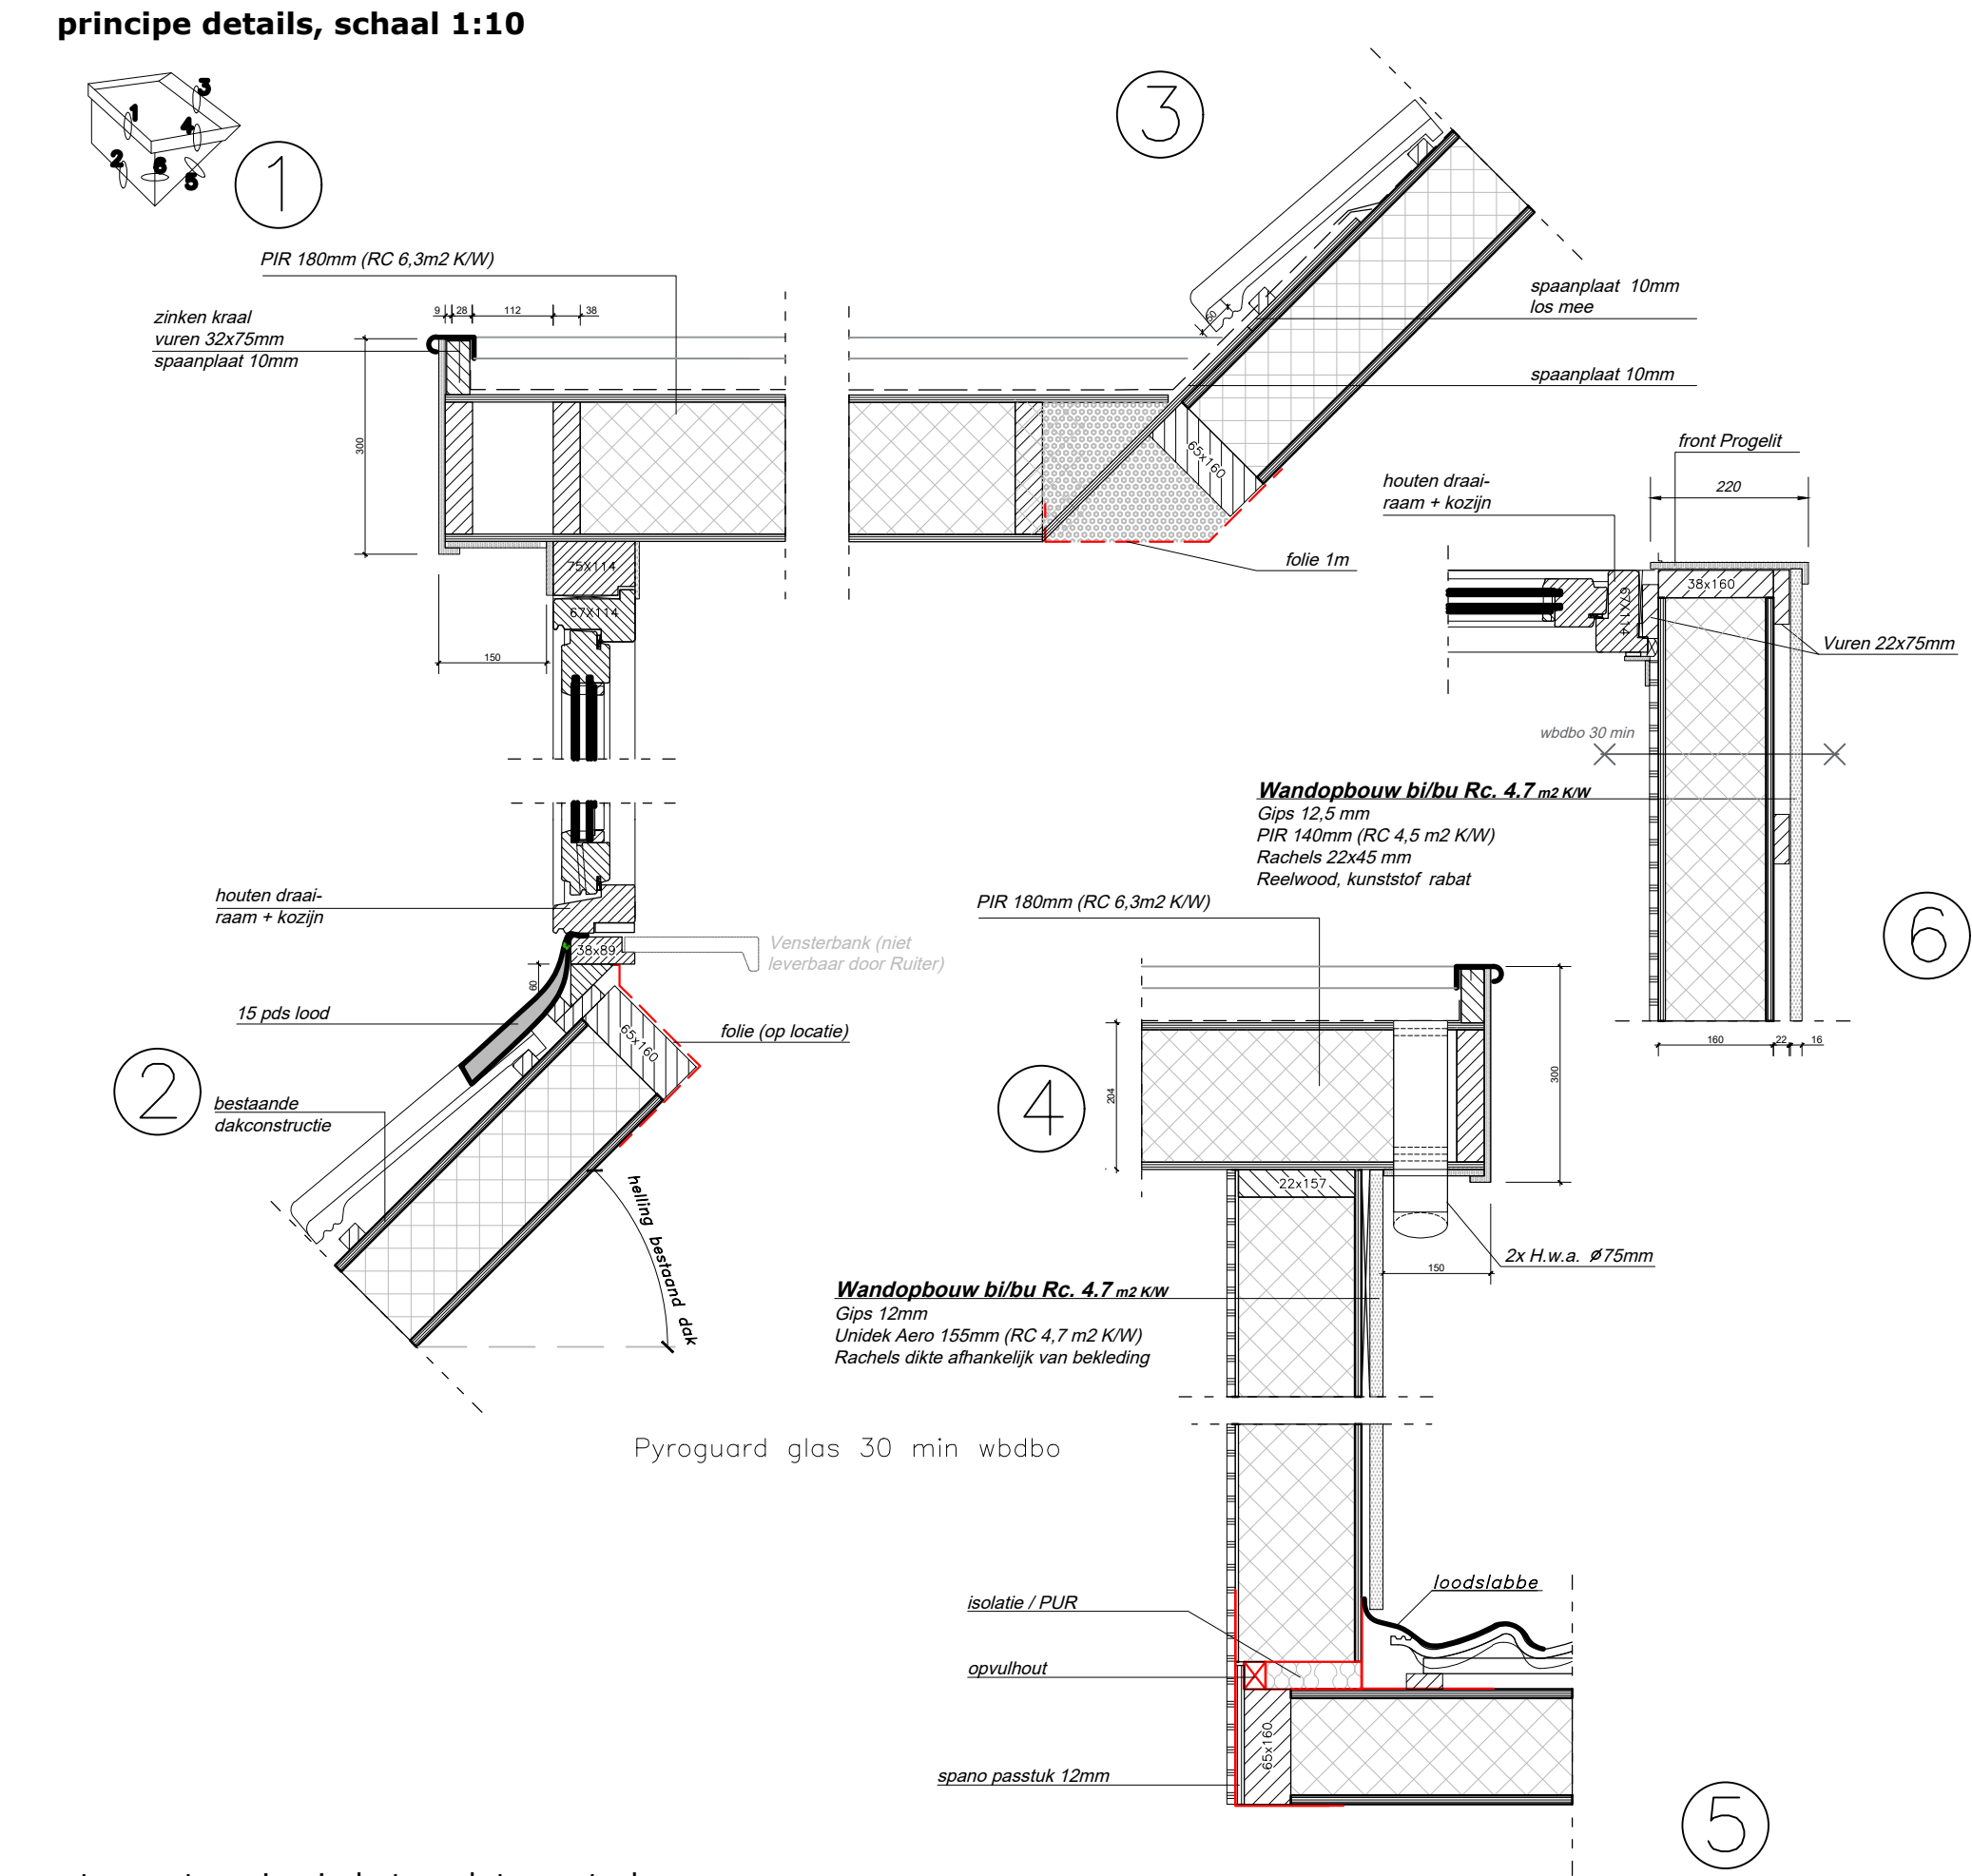 principe details, schaal 1:10
1
2
3
4
5
6
1
PIR 180mm (RC 6,3m2 K/W)
zinken kraal
vuren 32x75mm
spaanplaat 10mm
9
28
112
38
300
75X114
67X114
150
3
50
spaanplaat 10mm
los mee
spaanplaat 10mm
65x160
folie 1m
front Progelit
houten draai-
raam + kozijn
220
38x160
67X114
Vuren 22x75mm
wbdbo 30 min
Wandopbouw bi/bu Rc. 4.7 m2 K/W
Gips 12,5 mm
PIR 140mm (RC 4,5 m2 K/W)
Rachels 22x45 mm
Reelwood, kunststof rabat
160
22
16
6
houten draai-
raam + kozijn
38x89
Vensterbank (niet
leverbaar door Ruiter)
60
15 pds lood
65x160
folie (op locatie)
2
bestaande
dakconstructie
helling bestaand dak
PIR 180mm (RC 6,3m2 K/W)
4
204
300
22x157
2x H.w.a. Ø75mm
150
Wandopbouw bi/bu Rc. 4.7 m2 K/W
Gips 12mm
Unidek Aero 155mm (RC 4,7 m2 K/W)
Rachels dikte afhankelijk van bekleding
Pyroguard glas 30 min wbdbo
loodslabbe
isolatie / PUR
opvulhout
65x160
spano passtuk 12mm
5